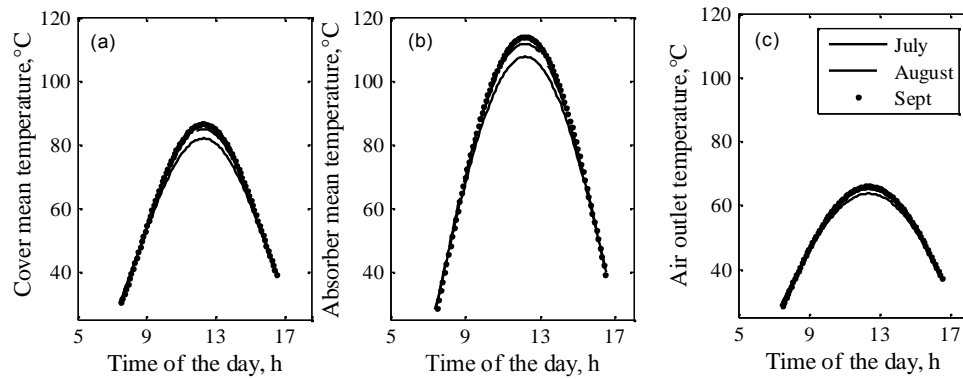 Cover mean temperature,°C
120
100
80
60
40
(a)
5
9
13
17
Time of the day, h
Absorber mean temperature,°C
120
100
80
60
40
(b)
5
9
13
17
Time of the day, h
Air outlet temperature,°C
120
100
80
60
40
(c)
July
August
Sept
5
9
13
17
Time of the day, h